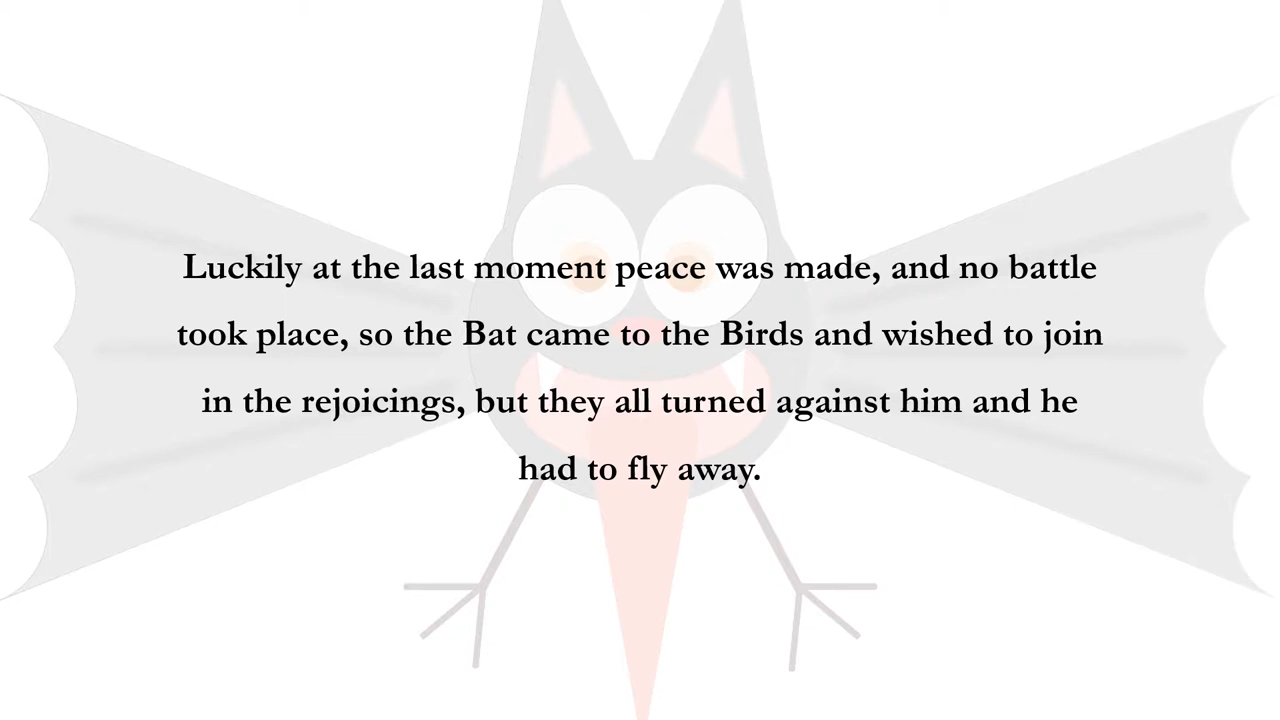 Luckily at the last moment peace was made, and no battle
took place, so the Bat came to the Birds and wished to join
in the rejoicings, but they all turned against him and he
had to fly away.